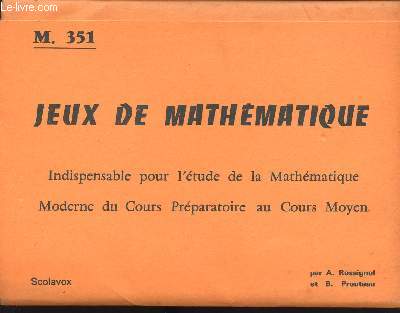 M. 351
JEUX DE MATHÉMATIQUE
Indispensable pour l'étude de la Mathématique
Moderne du Cours Préparatoire au Cours Moyen.
Scolavox
par A. Rossignol
et B. Prouteau
© le-livre.com